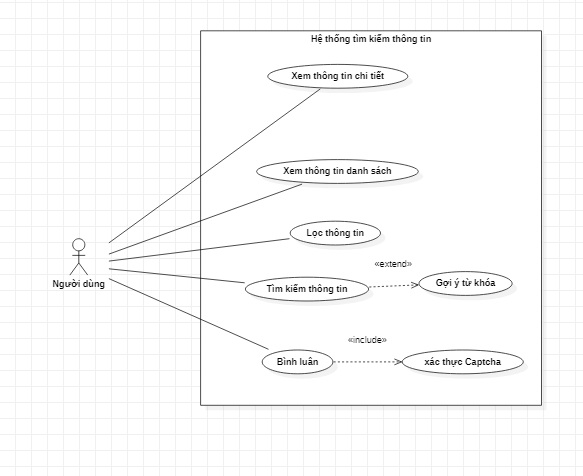 Hệ thống tìm kiếm thông tin
Xem thông tin chi tiết
Xem thông tin danh sách
Lọc thông tin
«extend»
Người dùng
Tìm kiếm thông tin
Gợi ý từ khóa
«include»
Bình luân
xác thực Captcha